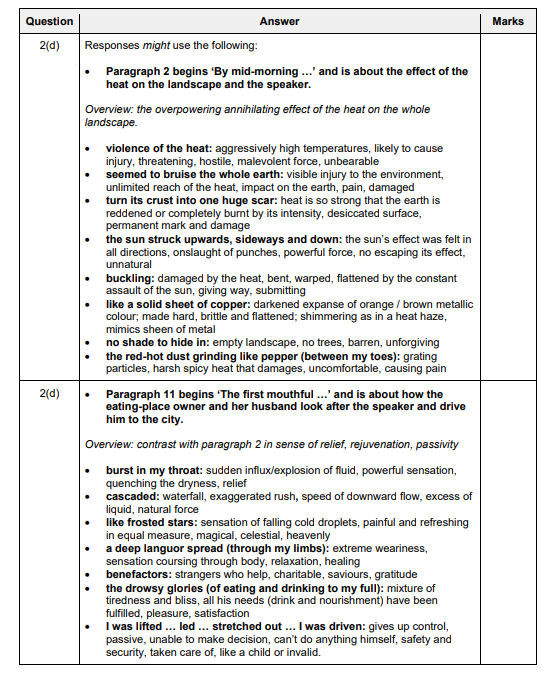 Question Answer Marks
2(d) Responses might use the following:
• Paragraph 2 begins ‘By mid-morning …’ and is about the effect of the
heat on the landscape and the speaker.
Overview: the overpowering annihilating effect of the heat on the whole
landscape.
• violence of the heat: aggressively high temperatures, likely to cause
injury, threatening, hostile, malevolent force, unbearable
• seemed to bruise the whole earth: visible injury to the environment,
unlimited reach of the heat, impact on the earth, pain, damaged
• turn its crust into one huge scar: heat is so strong that the earth is
reddened or completely burnt by its intensity, desiccated surface,
permanent mark and damage
• the sun struck upwards, sideways and down: the sun’s effect was felt in
all directions, onslaught of punches, powerful force, no escaping its effect,
unnatural
• buckling: damaged by the heat, bent, warped, flattened by the constant
assault of the sun, giving way, submitting
• like a solid sheet of copper: darkened expanse of orange / brown metallic
colour; made hard, brittle and flattened; shimmering as in a heat haze,
mimics sheen of metal
• no shade to hide in: empty landscape, no trees, barren, unforgiving
• the red-hot dust grinding like pepper (between my toes): grating
particles, harsh spicy heat that damages, uncomfortable, causing pain
2(d) • Paragraph 11 begins ‘The first mouthful …’ and is about how the
eating-place owner and her husband look after the speaker and drive
him to the city.
Overview: contrast with paragraph 2 in sense of relief, rejuvenation, passivity
• burst in my throat: sudden influx/explosion of fluid, powerful sensation,
quenching the dryness, relief
• cascaded: waterfall, exaggerated rush, speed of downward flow, excess of
liquid, natural force
• like frosted stars: sensation of falling cold droplets, painful and refreshing
in equal measure, magical, celestial, heavenly
• a deep languor spread (through my limbs): extreme weariness,
sensation coursing through body, relaxation, healing
• benefactors: strangers who help, charitable, saviours, gratitude
• the drowsy glories (of eating and drinking to my full): mixture of
tiredness and bliss, all his needs (drink and nourishment) have been
fulfilled, pleasure, satisfaction
• I was lifted … led … stretched out … I was driven: gives up control,
passive, unable to make decision, can’t do anything himself, safety and
security, taken care of, like a child or invalid.